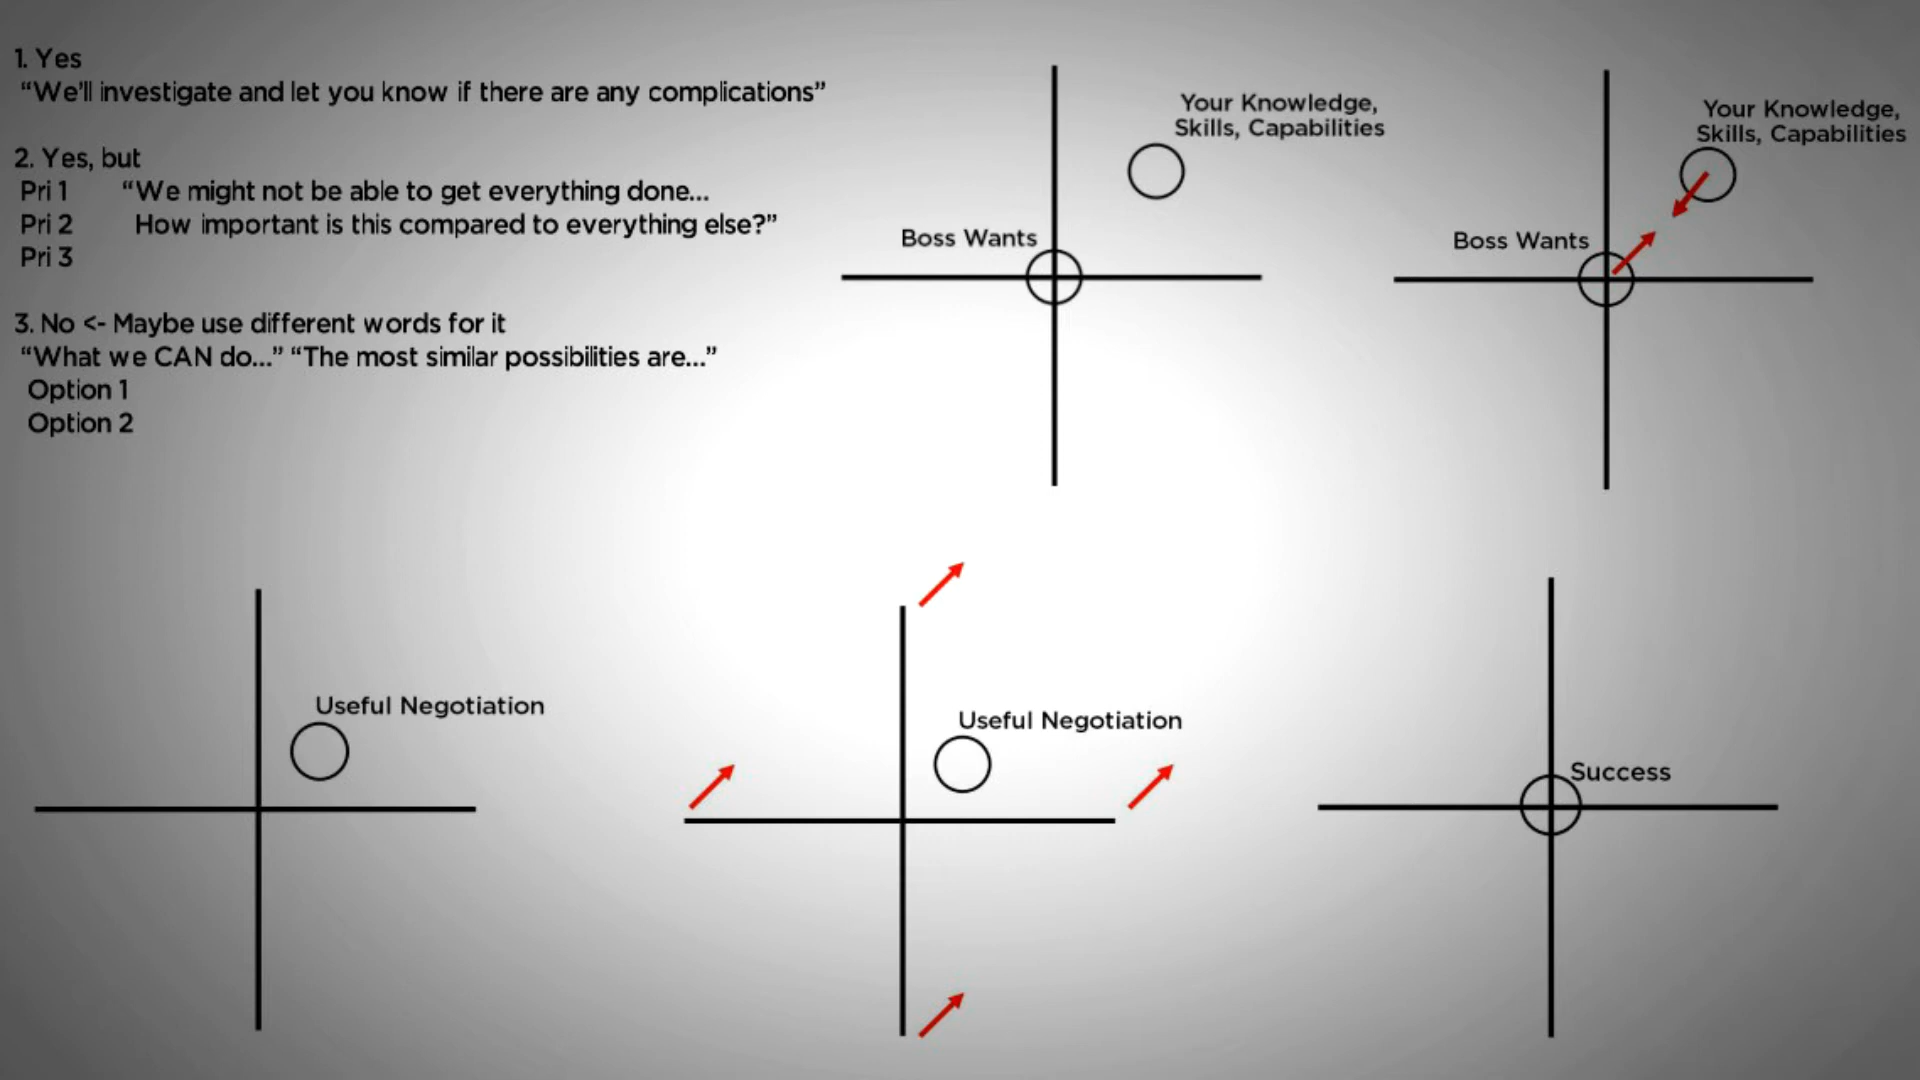 1. Yes
“We’ll investigate and let you know if there are any complications”
2. Yes, but
Pri 1 “We might not be able to get everything done...
Pri 2 How important is this compared to everything else?”
Pri 3
3. No <- Maybe use different words for it
“What we CAN do...” “The most similar possibilities are...”
Option 1
Option 2
Your Knowledge,
Skills, Capabilities
Boss Wants
Your Knowledge,
Skills, Capabilities
Boss Wants
Useful Negotiation
Useful Negotiation
Success